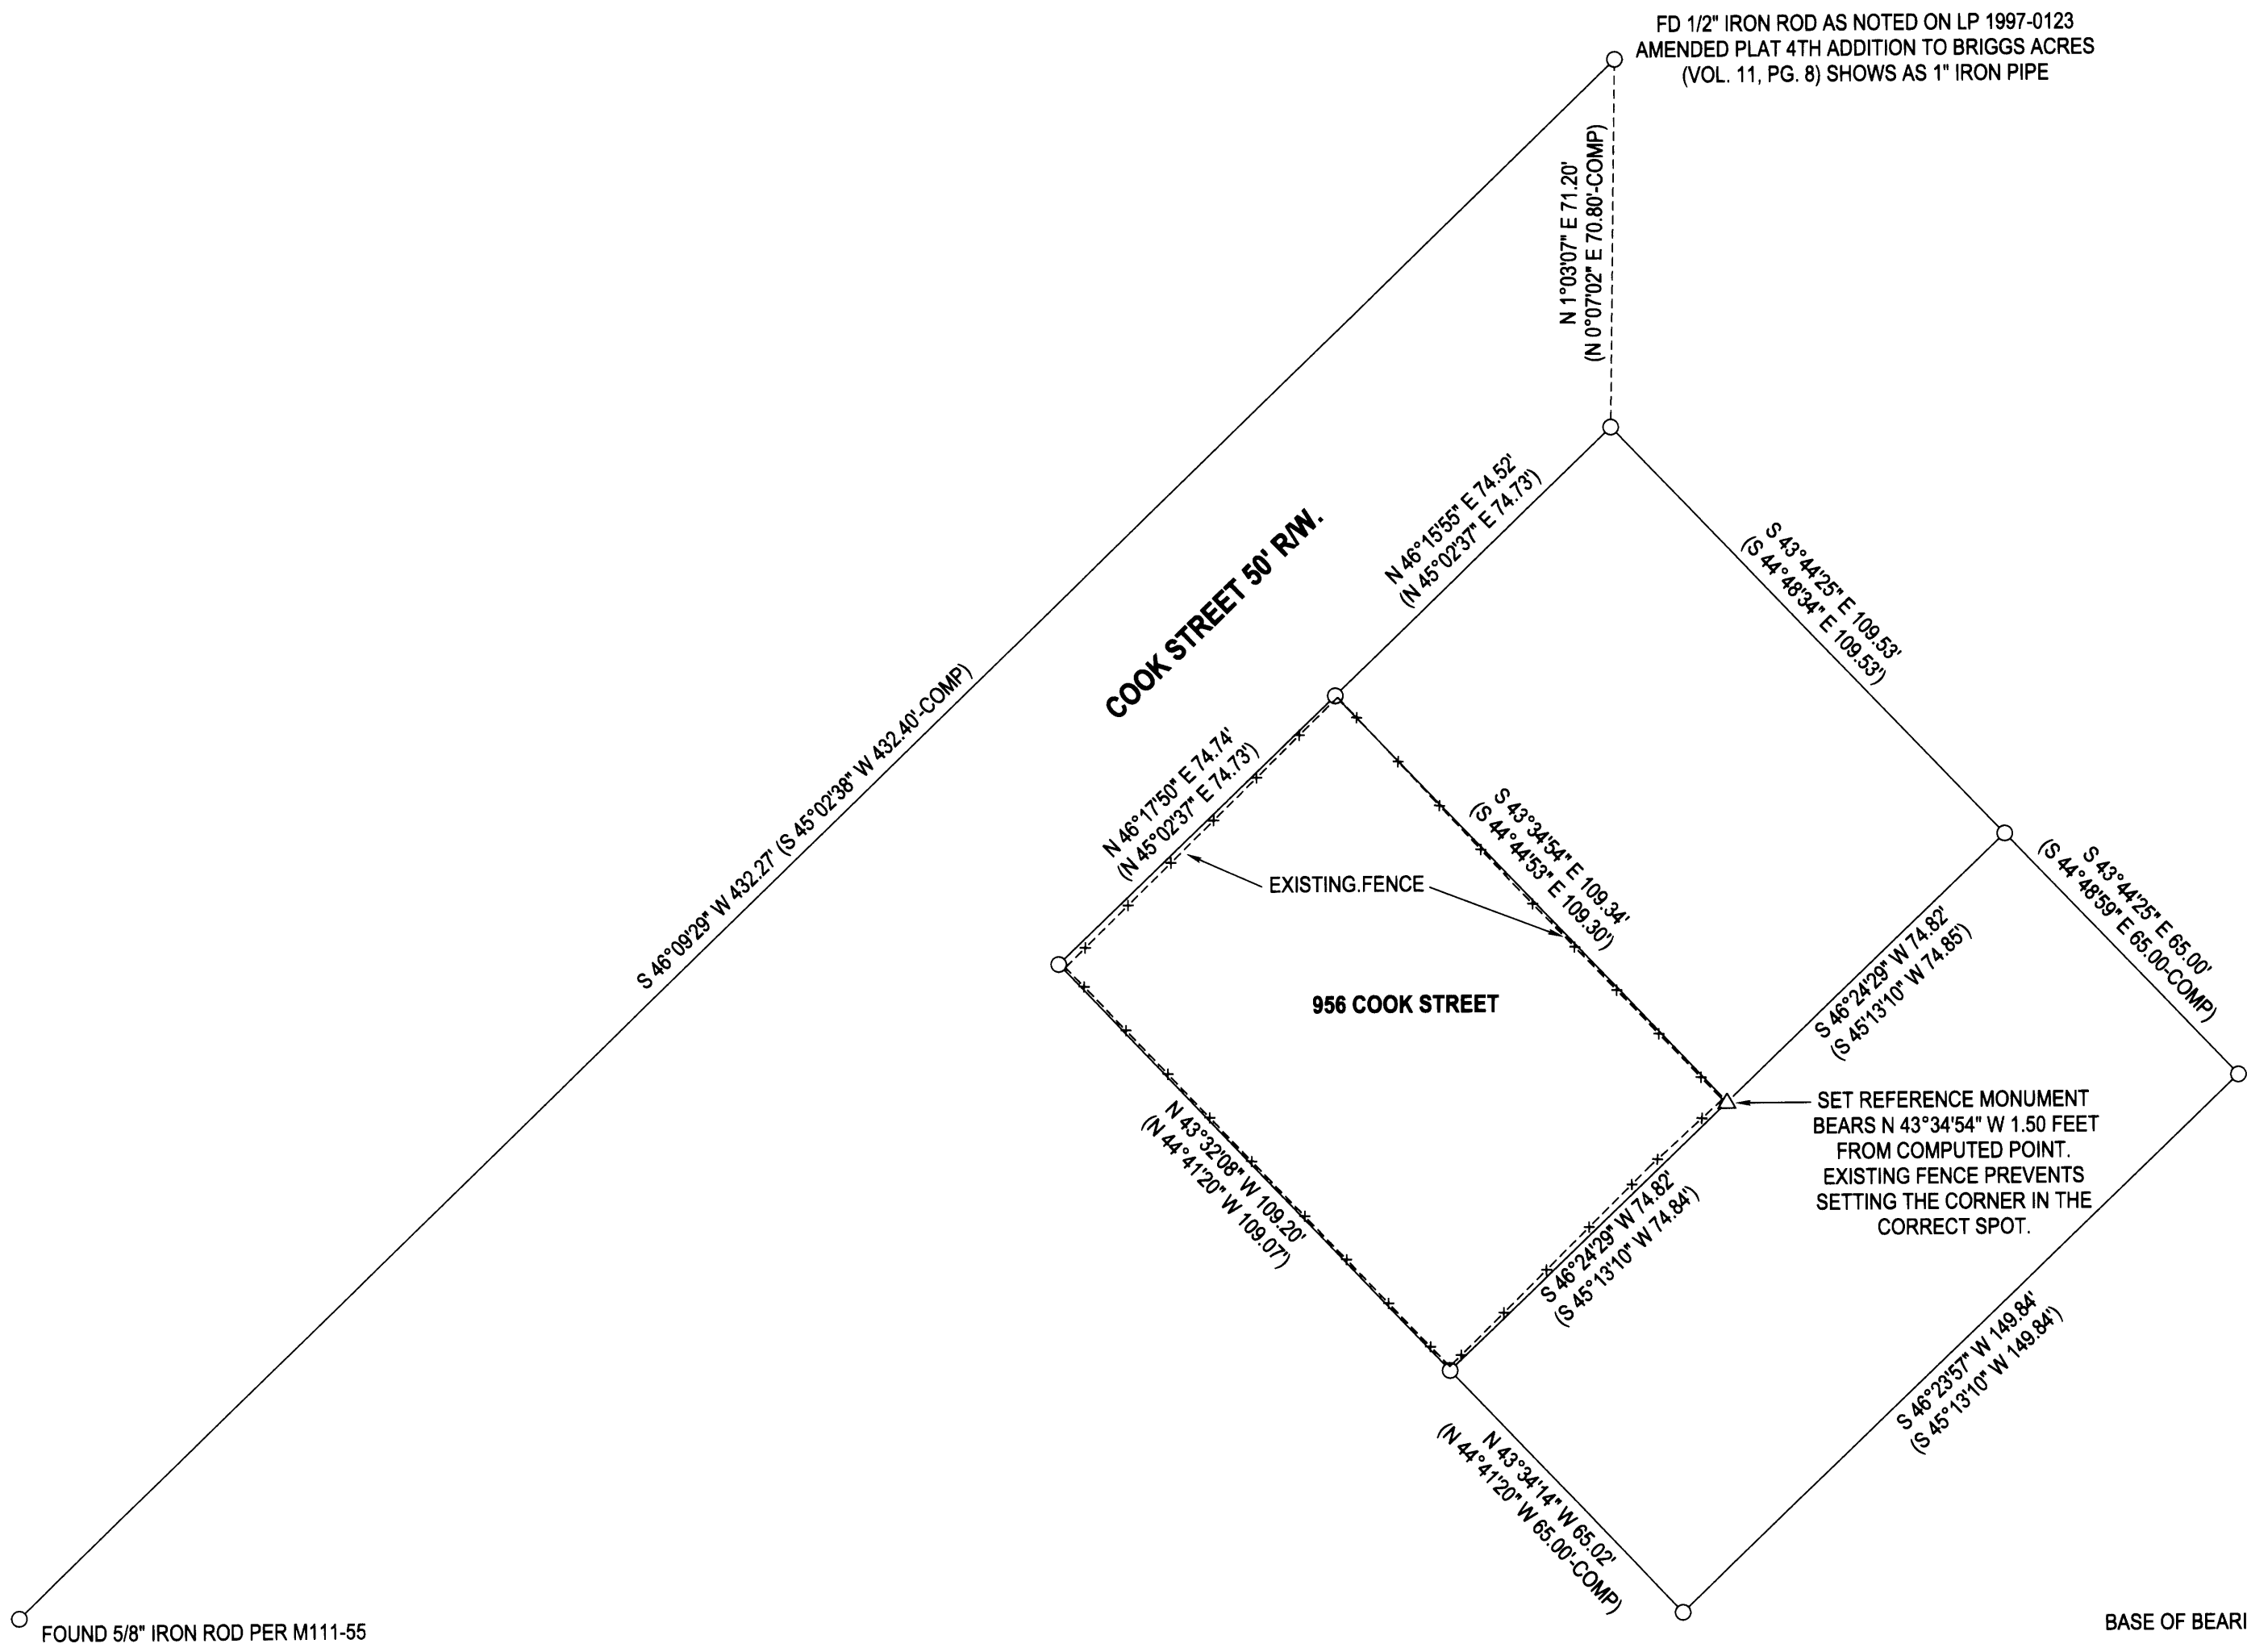 FD 1/2" IRON ROD AS NOTED ON LP 1997-0123
AMENDED PLAT 4TH ADDITION TO BRIGGS ACRES
(VOL. 11, PG. 8) SHOWS AS 1" IRON PIPE
N 1°03'07" E 71.20'
(N 0°07'02" E 70.80'-COMP)
N 46°15'55" E 74.52'
(N 45°02'37" E 74.73')
S 43°44'25" E 109.53'
(S 44°48'34" E 109.53')
COOK STREET 50' R/W.
S 46°09'29" W 432.27' (S 45°02'38" W 432.40'-COMP)
N 46°17'50" E 74.74'
(N 45°02'37" E 74.73')
S 43°34'54" E 109.34'
(S 44°44'53" E 109.30')
EXISTING.FENCE
S 43°44'25" E 65.00'
(S 44°48'59" E 65.00-COMP)
S 46°24'29" W 74.82'
(S 45'13'10" W 74.85')
956 COOK STREET
SET REFERENCE MONUMENT
BEARS N 43°34'54" W 1.50 FEET
FROM COMPUTED POINT.
EXISTING FENCE PREVENTS
SETTING THE CORNER IN THE
CORRECT SPOT.
N 43°32'08" W 109.20'
(N 44°41'20" W 109.07')
S 46°24'29" W 74.82'
(S 45°13'10" W 74.84')
S 46°23'57" W 149.84'
(S 45°13'10" W 149.84')
N 43°34'14" W 65.02'
(N 44°41'20" W 65.00'-COMP)
FOUND 5/8" IRON ROD PER M111-55
BASE OF BEARI